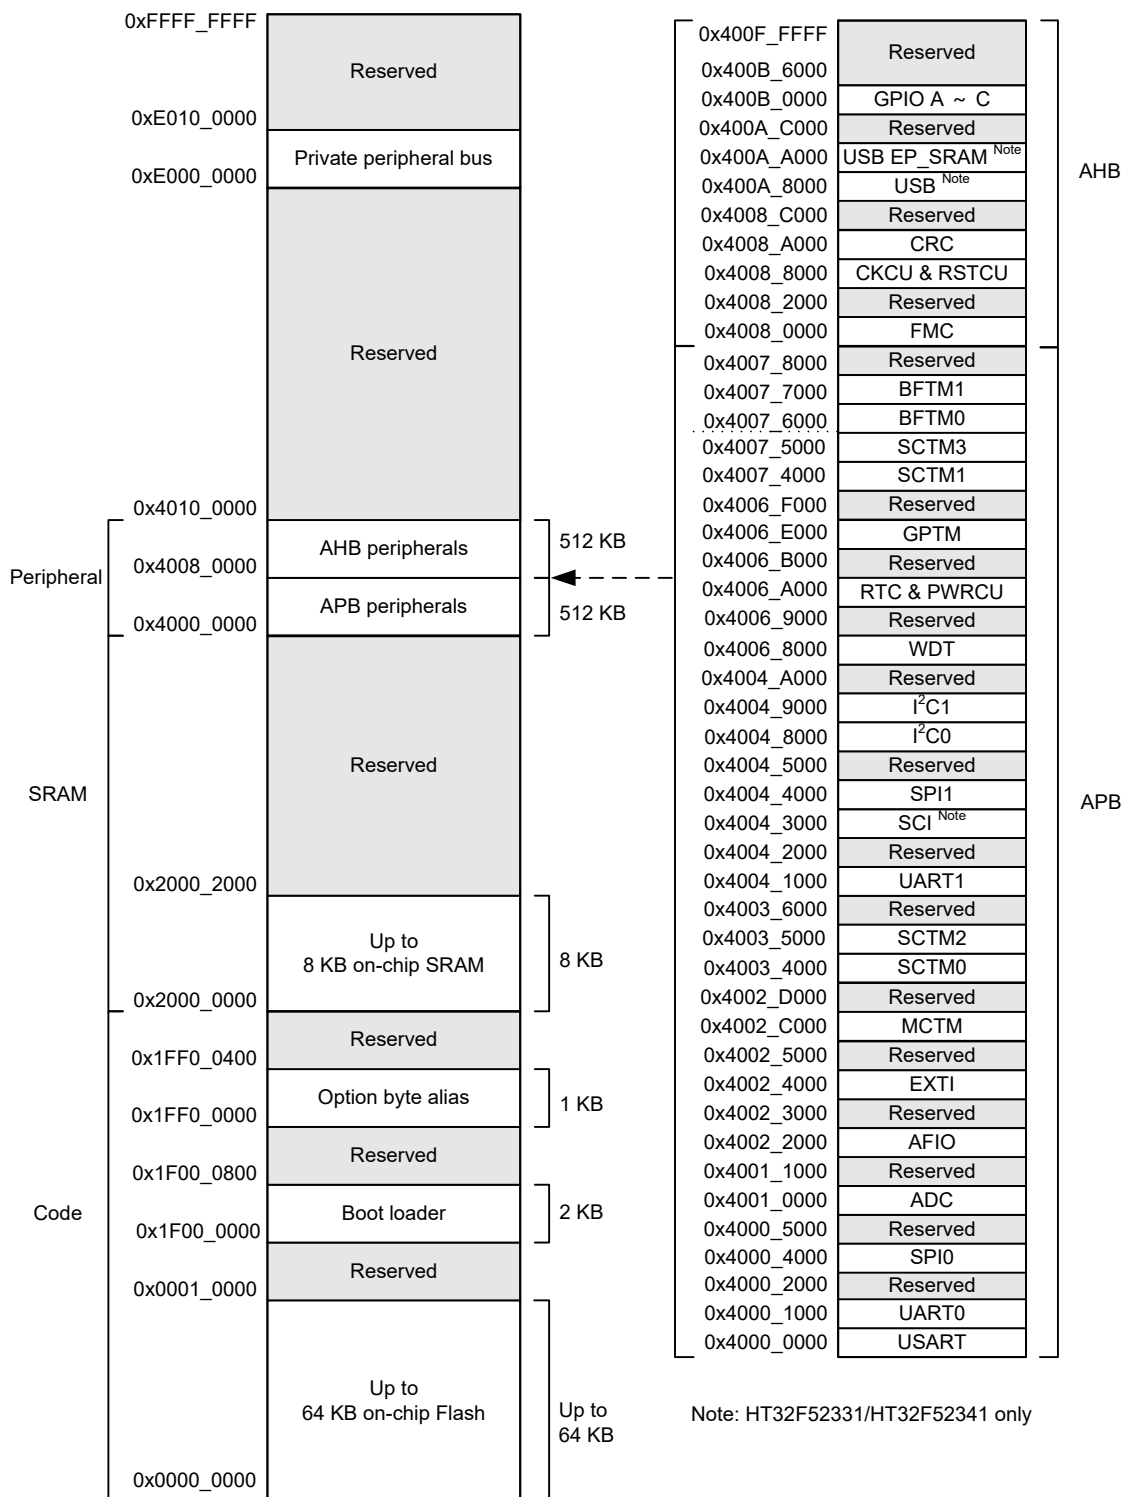 0xFFFF_FFFF
Reserved
0xE010_0000
Private peripheral bus
0xE000_0000
Reserved
0x4010_0000
AHB peripherals
512 KB
0x4008_0000
Peripheral
APB peripherals
512 KB
0x4000_0000
Reserved
SRAM
0x2000_2000
Up to
8 KB on-chip SRAM
8 KB
0x2000_0000
Reserved
0x1FF0_0400
Option byte alias
1 KB
0x1FF0_0000
Reserved
0x1F00_0800
Code
Boot loader
2 KB
0x1F00_0000
Reserved
0x0001_0000
Up to
64 KB on-chip Flash
Up to
64 KB
0x0000_0000
0x400F_FFFF
Reserved
0x400B_6000
0x400B_0000 GPIO A ~ C
0x400A_C000 Reserved
0x400A_A000 USB EP_SRAM Note
AHB
0x400A_8000 USB Note
0x4008_C000 Reserved
0x4008_A000 CRC
0x4008_8000 CKCU & RSTCU
0x4008_2000 Reserved
0x4008_0000 FMC
0x4007_8000 Reserved
0x4007_7000 BFTM1
0x4007_6000 BFTM0
0x4007_5000 SCTM3
0x4007_4000 SCTM1
0x4006_F000 Reserved
0x4006_E000 GPTM
0x4006_B000 Reserved
0x4006_A000 RTC & PWRCU
0x4006_9000 Reserved
0x4006_8000 WDT
0x4004_A000 Reserved
0x4004_9000 I²C1
0x4004_8000 I²C0
0x4004_5000 Reserved
0x4004_4000 SPI1
APB
0x4004_3000 SCI Note
0x4004_2000 Reserved
0x4004_1000 UART1
0x4003_6000 Reserved
0x4003_5000 SCTM2
0x4003_4000 SCTM0
0x4002_D000 Reserved
0x4002_C000 MCTM
0x4002_5000 Reserved
0x4002_4000 EXTI
0x4002_3000 Reserved
0x4002_2000 AFIO
0x4001_1000 Reserved
0x4001_0000 ADC
0x4000_5000 Reserved
0x4000_4000 SPI0
0x4000_2000 Reserved
0x4000_1000 UART0
0x4000_0000 USART
Note: HT32F52331/HT32F52341 only